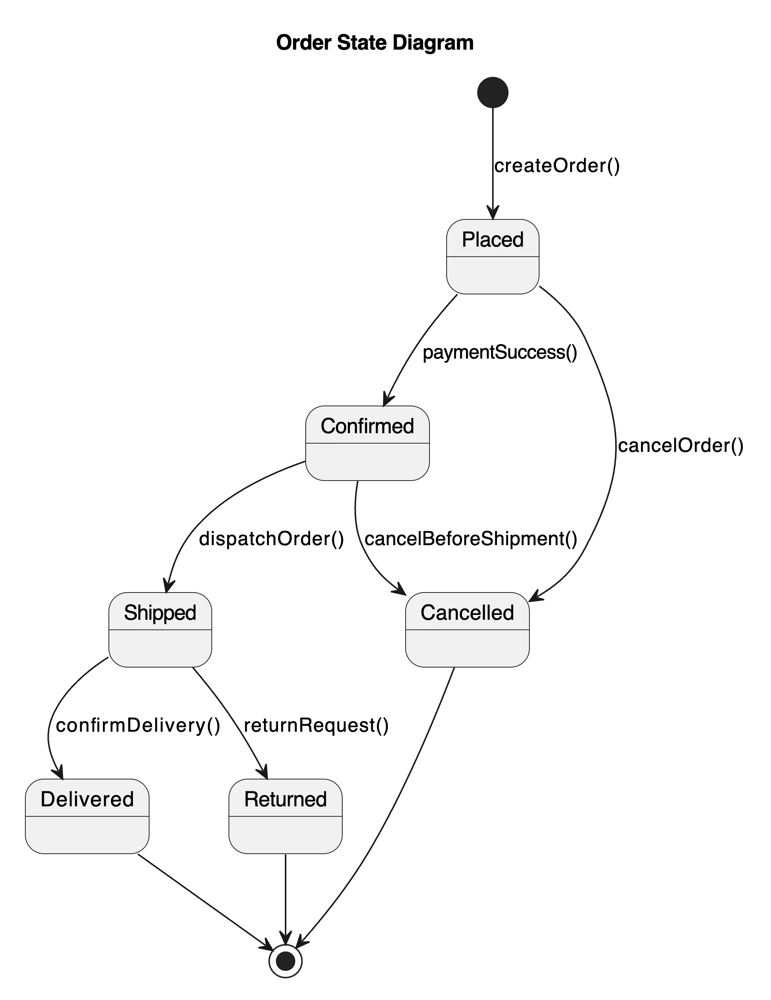 Order State Diagram
createOrder()
Placed
paymentSuccess()
Confirmed
cancelOrder()
dispatchOrder()
cancelBeforeShipment()
Shipped
Cancelled
confirmDelivery()
returnRequest()
Delivered
Returned